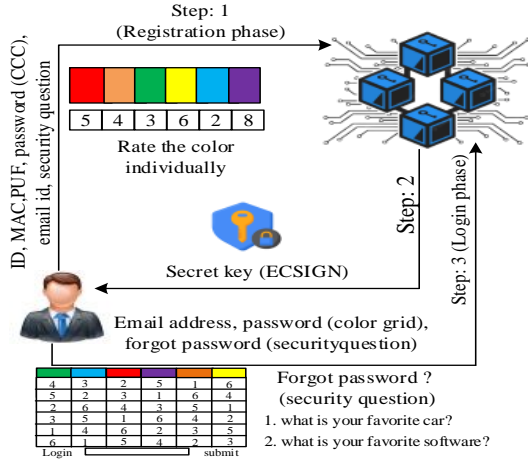 Step: 1
(Registration phase)
ID, MAC,PUF, password (CCC),
email id, security question
5 4 3 6 2 8
Rate the color
individually
Step: 2
Step: 3 (Login phase)
Secret key (ECSIGN)
Email address, password (color grid),
forgot password (securityquestion)
4 3 2 5 1 6
5 2 3 1 6 4
2 6 4 3 5 1
3 5 1 6 4 2
1 4 6 2 3 5
6 1 5 4 2 3
Login submit
Forgot password ?
(security question)
1. what is your favorite car?
2. what is your favorite software?